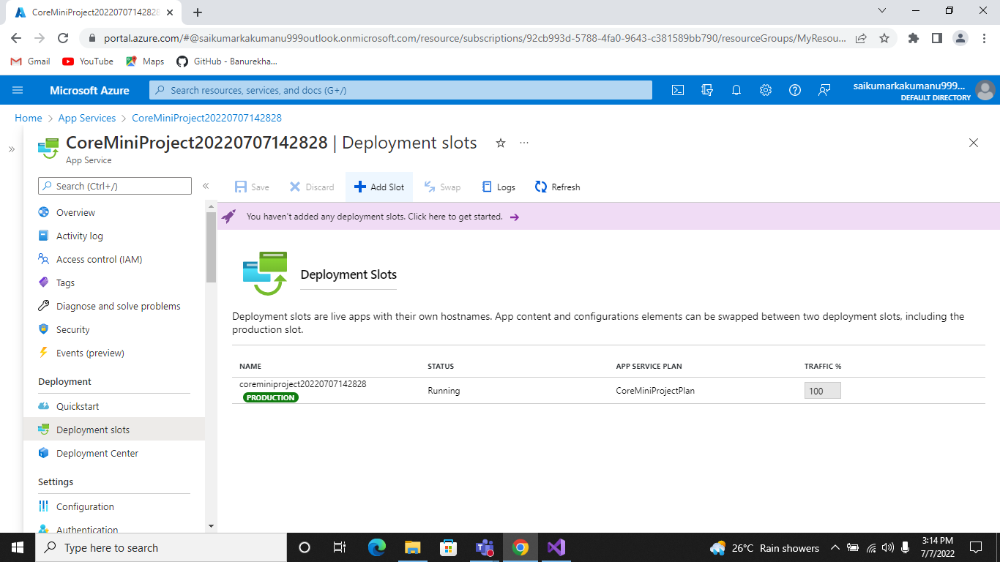 CoreMiniProject20220707142828
portal.azure.com/#@saikumarkakumanu999outlook.onmicrosoft.com/resource/subscriptions/92cb993d-5788-4fa0-9643-c381589bb790/resourceGroups/MyResou...
Gmail YouTube Maps GitHub - Banurekha...
Microsoft Azure Search resources, services, and docs (G+/) saikumarkakumanu999...
DEFAULT DIRECTORY
Home > App Services > CoreMiniProject20220707142828
CoreMiniProject20220707142828 | Deployment slots
App Service
Search (Ctrl+/)
Save Discard Add Slot Swap Logs Refresh
You haven't added any deployment slots. Click here to get started.
Overview
Activity log
Access control (IAM)
Tags
Diagnose and solve problems
Security
Events (preview)
Deployment
Quickstart
Deployment slots
Deployment Center
Settings
Configuration
Authentication
Deployment Slots
Deployment slots are live apps with their own hostnames. App content and configurations elements can be swapped between two deployment slots, including the
production slot.
NAME STATUS APP SERVICE PLAN TRAFFIC %
coreminiproject20220707142828 Running CoreMiniProjectPlan 100
PRODUCTION
Type here to search
26°C Rain showers
3:14 PM
7/7/2022